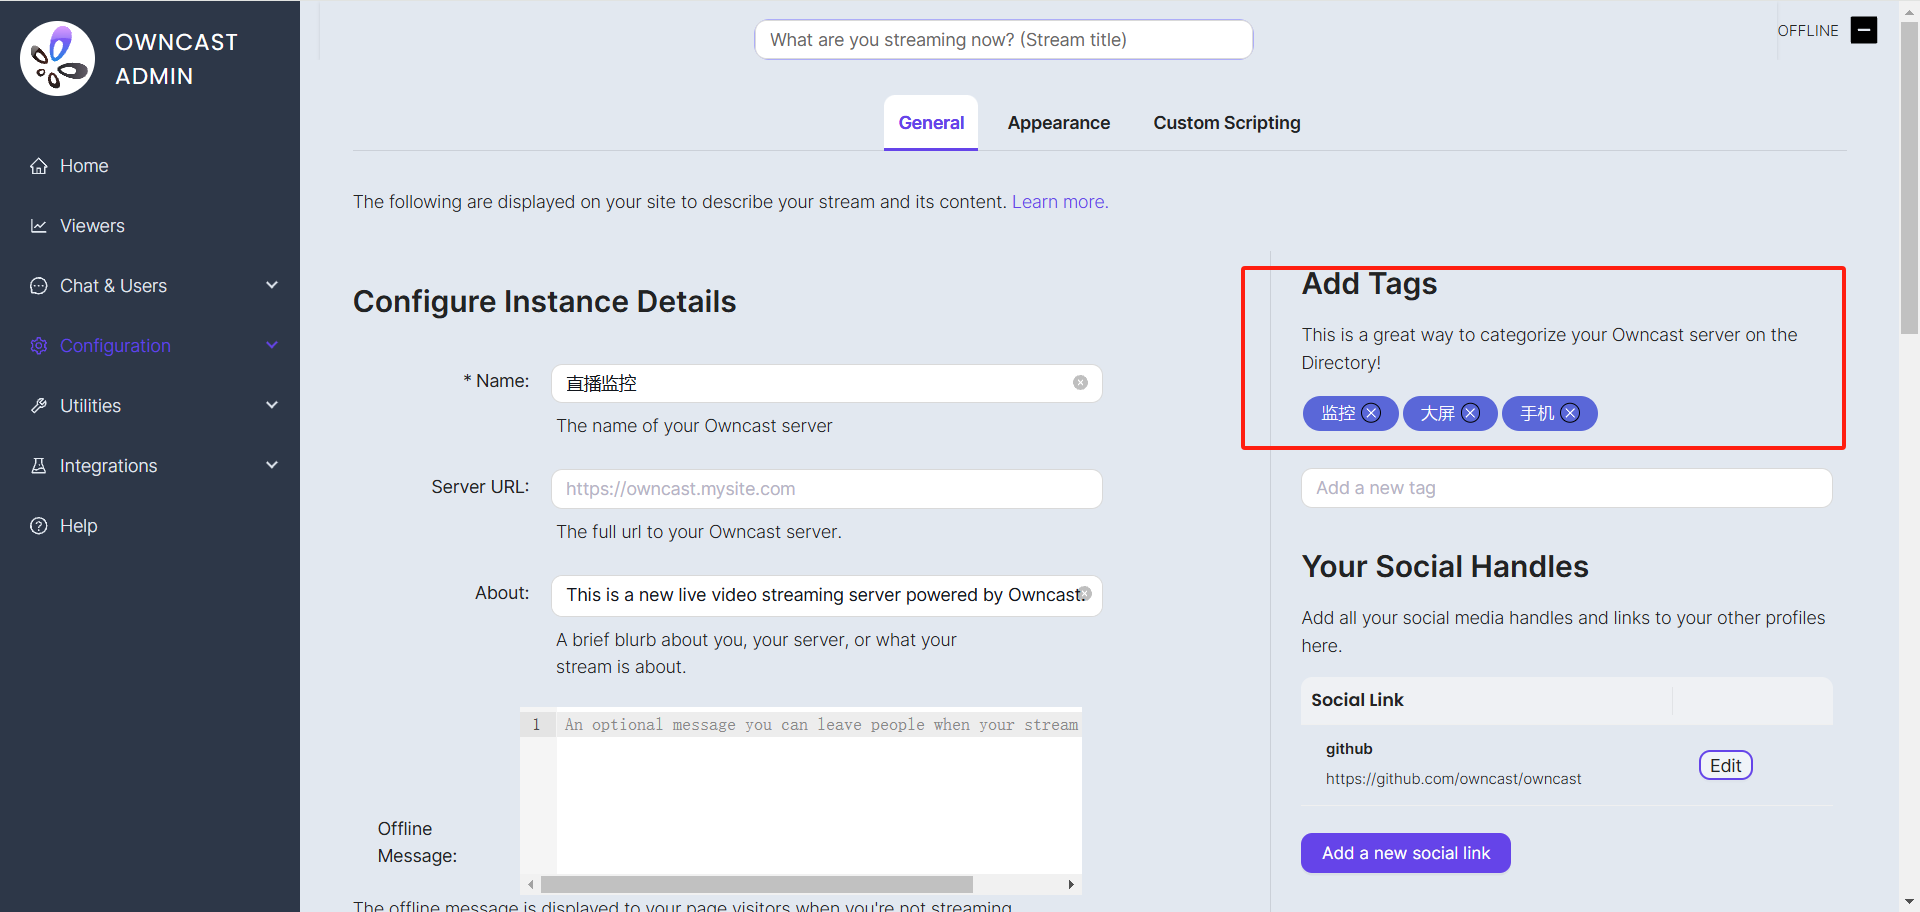 OWNCAST
ADMIN
Home
Viewers
Chat & Users
Configuration
Utilities
Integrations
Help
What are you streaming now? (Stream title)
OFFLINE
General
Appearance
Custom Scripting
The following are displayed on your site to describe your stream and its content. Learn more.
Configure Instance Details
* Name:
直播监控
The name of your Owncast server
Server URL:
https://owncast.mysite.com
The full url to your Owncast server.
About:
This is a new live video streaming server powered by Owncast.
A brief blurb about you, your server, or what your
stream is about.
1
An optional message you can leave people when your stream
Offline
Message:
The offline message is displayed to your page visitors when you're not streaming
Add Tags
This is a great way to categorize your Owncast server on the
Directory!
监控
大屏
手机
Add a new tag
Your Social Handles
Add all your social media handles and links to your other profiles
here.
Social Link
github
https://github.com/owncast/owncast
Edit
Add a new social link